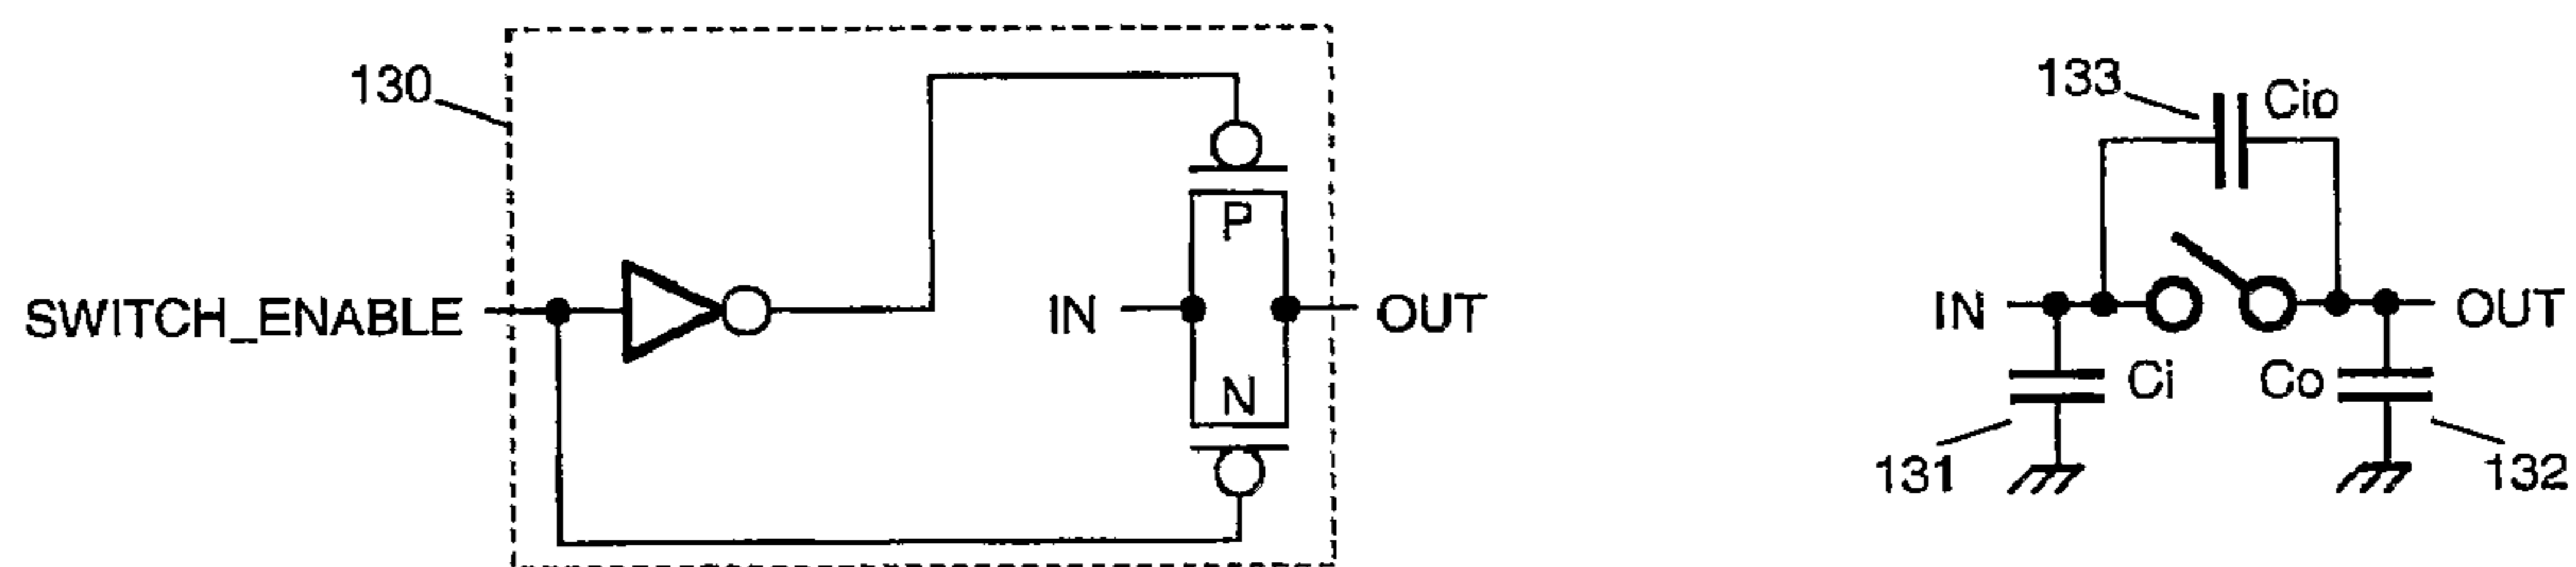 130
SWITCH_ENABLE
P
N
IN
OUT
133
Cio
IN
OUT
Ci
Co
131
132